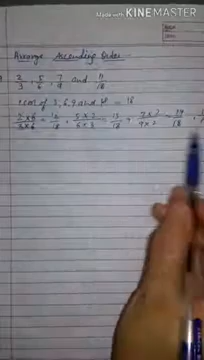 Made with KINEMASTER
Arrange Ascending Order
2/3, 5/6, 7/9 and 11/18
LCM of 3, 6, 9 and = 18
2×6/3×6 = 12/18, 5×3/6×3 = 15/18, 7×2/9×2 = 14/18,